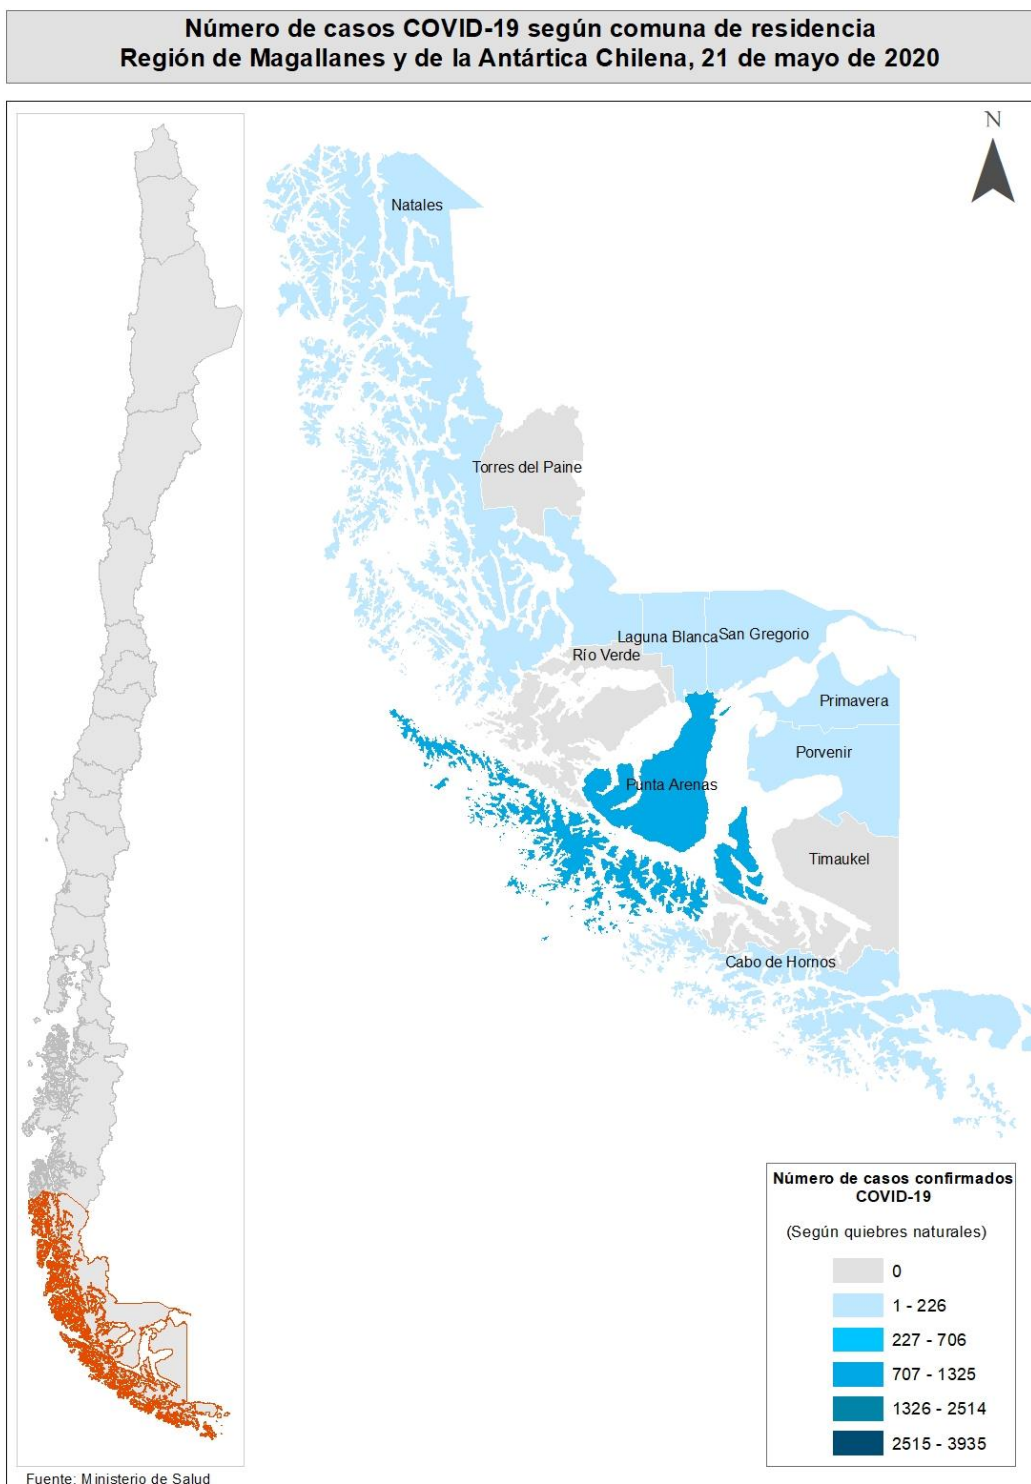 Número de casos COVID-19 según comuna de residencia
Región de Magallanes y de la Antártica Chilena, 21 de mayo de 2020
N
Natales
Torres del Paine
Laguna Blanca
San Gregorio
Río Verde
Primavera
Porvenir
Punta Arenas
Timaukel
Cabo de Hornos
Número de casos confirmados
COVID-19
(Según quiebres naturales)
0
1 - 226
227 - 706
707 - 1325
1326 - 2514
2515 - 3935
Fuente: Ministerio de Salud